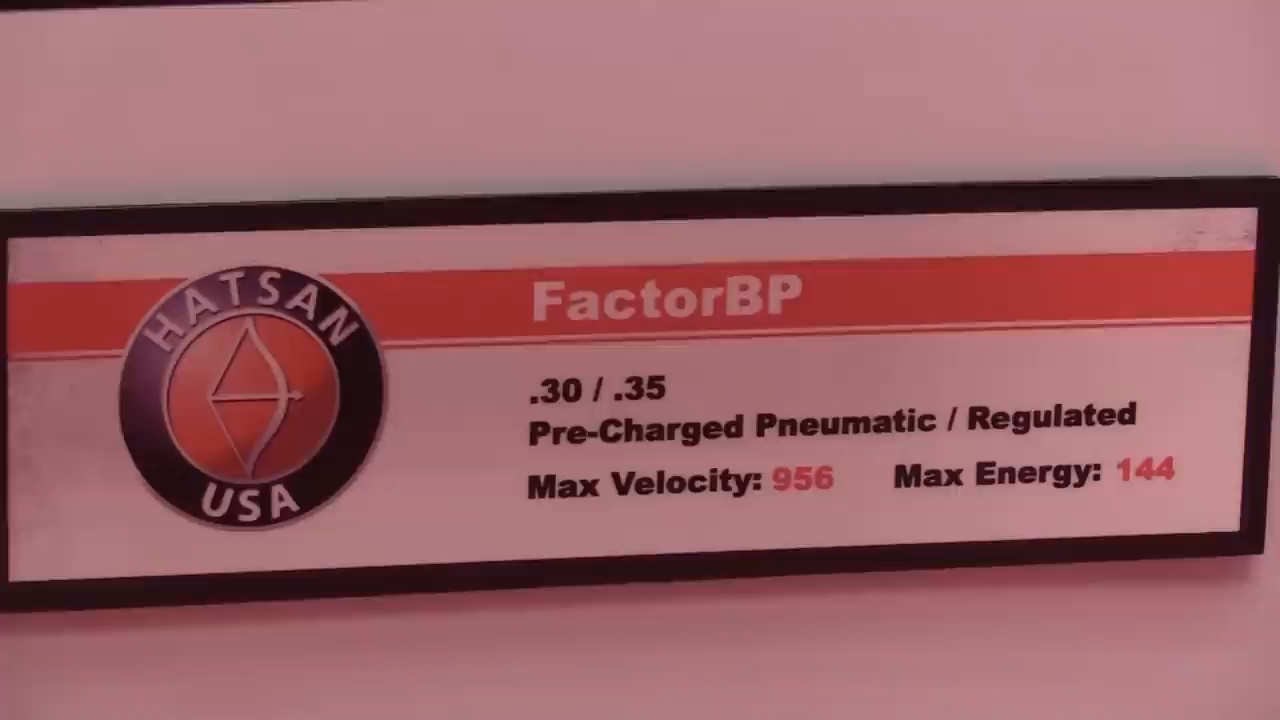 HATSAN
USA
FactorBP
.30 / .35
Pre-Charged Pneumatic / Regulated
Max Velocity: 956 Max Energy: 144